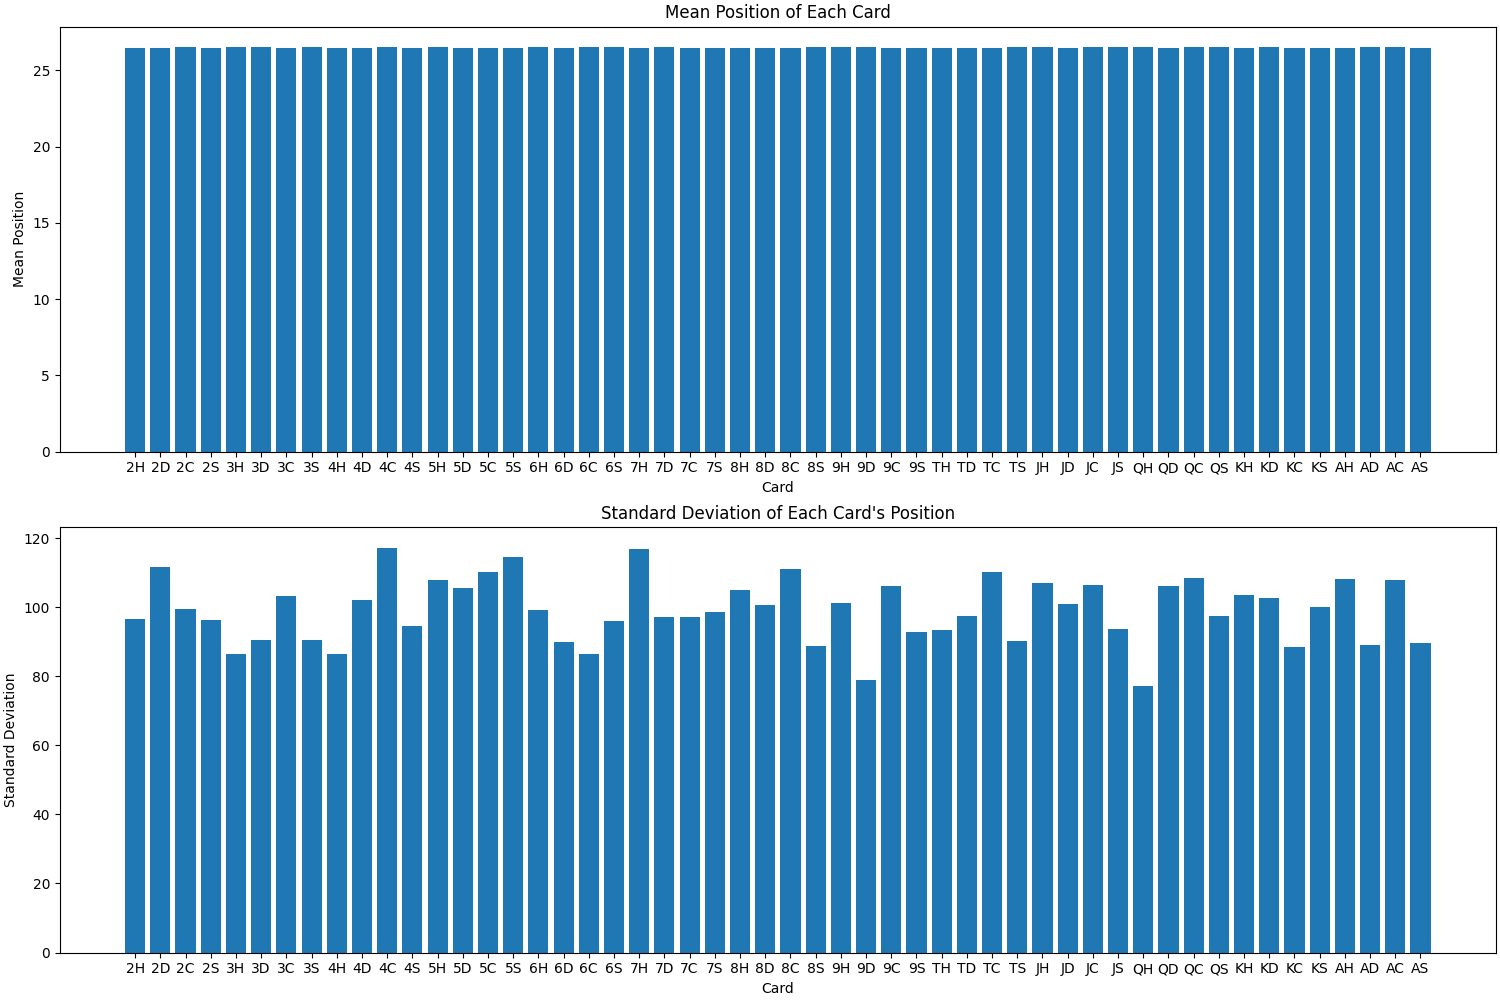 Mean Position of Each Card
25
20
15
10
5
0
Mean Position
2H 2D 2C 2S 3H 3D 3C 3S 4H 4D 4C 4S 5H 5D 5C 5S 6H 6D 6C 6S 7H 7D 7C 7S 8H 8D 8C 8S 9H 9D 9C 9S TH TD TC TS JH JD JC JS QH QD QC QS KH KD KC KS AH AD AC AS
Card
Standard Deviation of Each Card's Position
120
100
80
60
40
20
0
Standard Deviation
2H 2D 2C 2S 3H 3D 3C 3S 4H 4D 4C 4S 5H 5D 5C 5S 6H 6D 6C 6S 7H 7D 7C 7S 8H 8D 8C 8S 9H 9D 9C 9S TH TD TC TS JH JD JC JS QH QD QC QS KH KD KC KS AH AD AC AS
Card